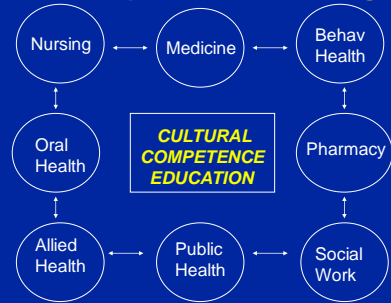 Nursing
Medicine
Behav
Health
Oral
Health
CULTURAL
COMPETENCE
EDUCATION
Pharmacy
Allied
Health
Public
Health
Social
Work